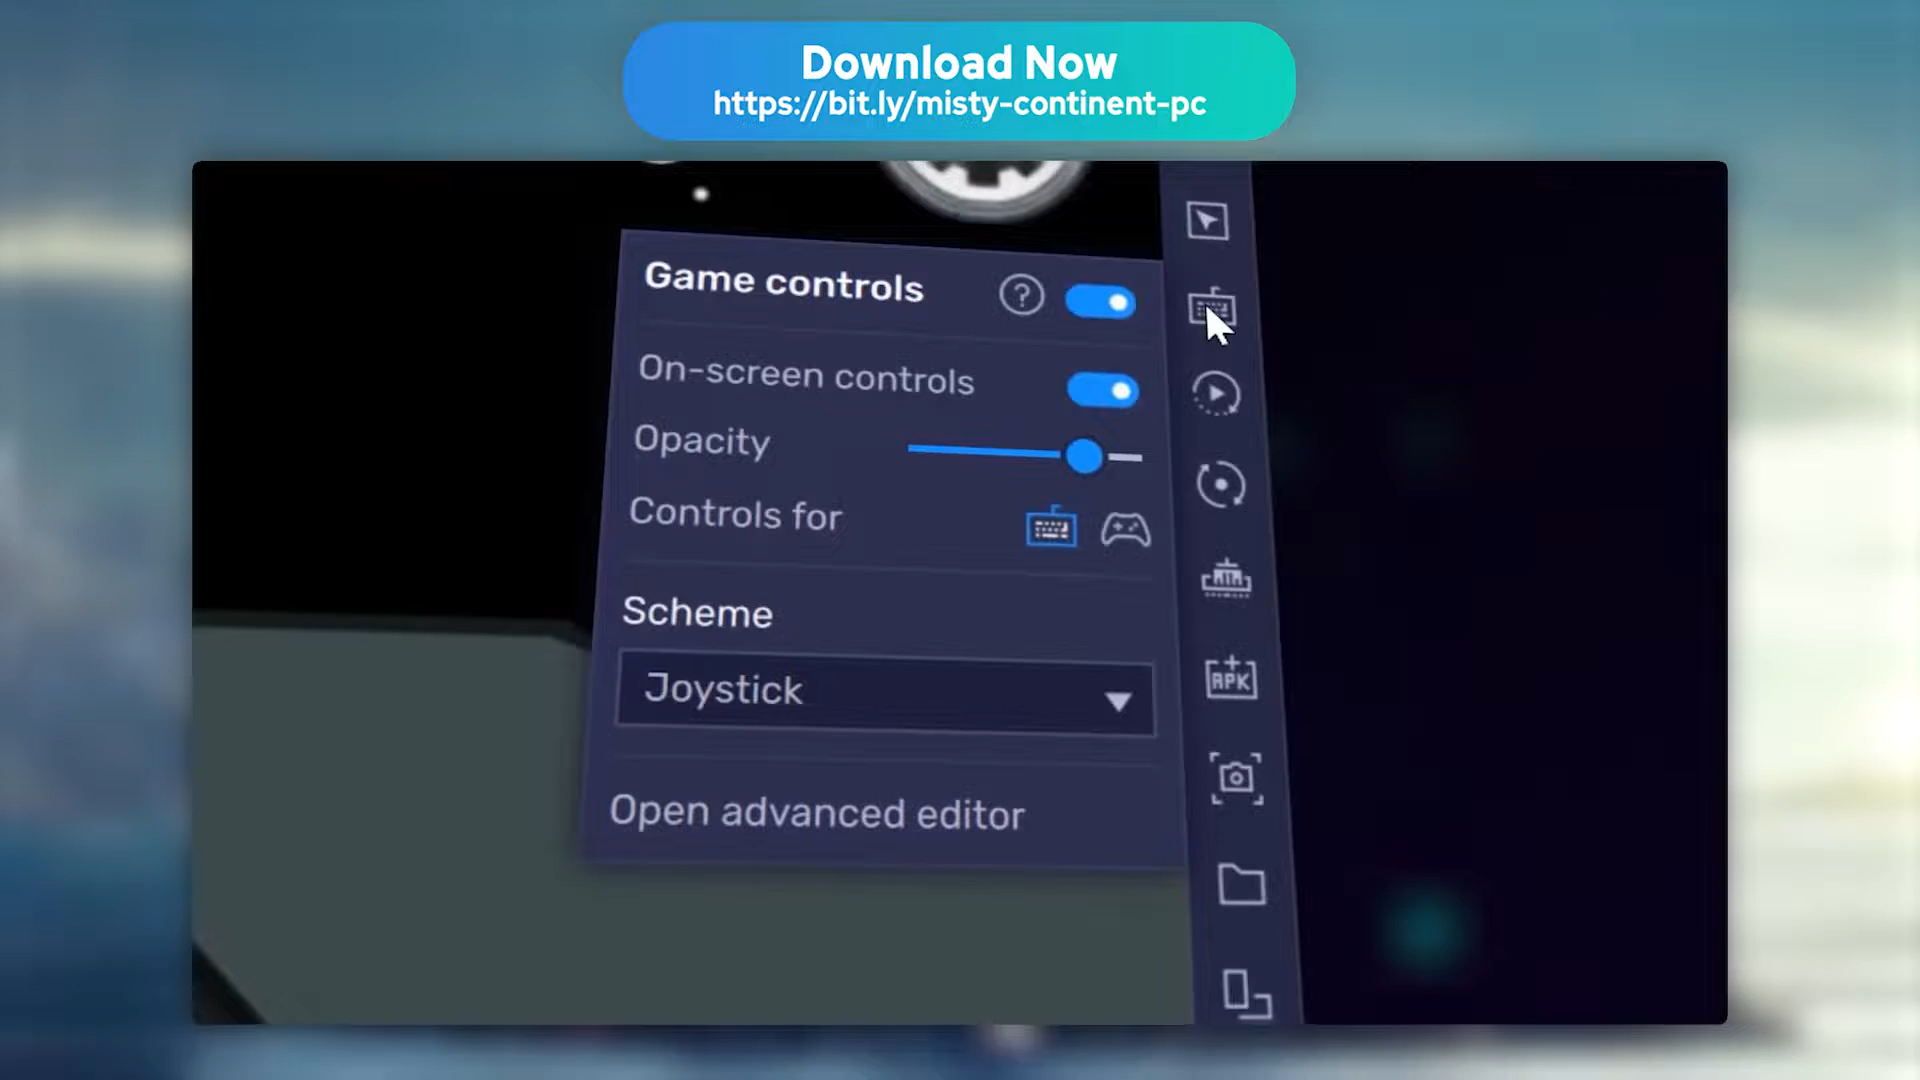 Download Now
https://bit.ly/misty-continent-pc
Game controls
?
On-screen controls
Opacity
Controls for
Scheme
Joystick
APK
Open advanced editor